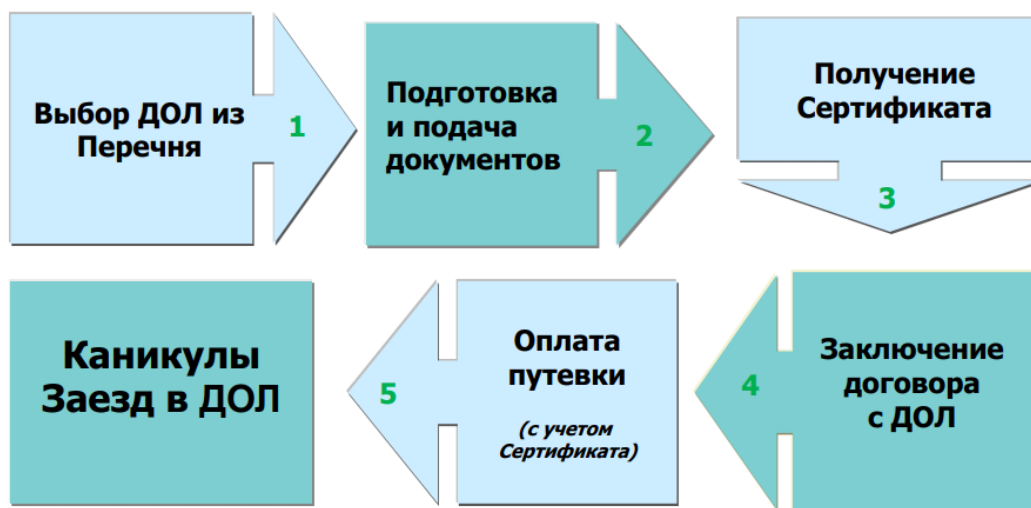 Выбор ДОЛ из
Перечня
1
Подготовка
и подача
документов
2
Получение
Сертификата
3
Заключение
договора
с ДОЛ
4
Оплата
путевки
(с учетом
Сертификата)
5
Каникулы
Заезд в ДОЛ